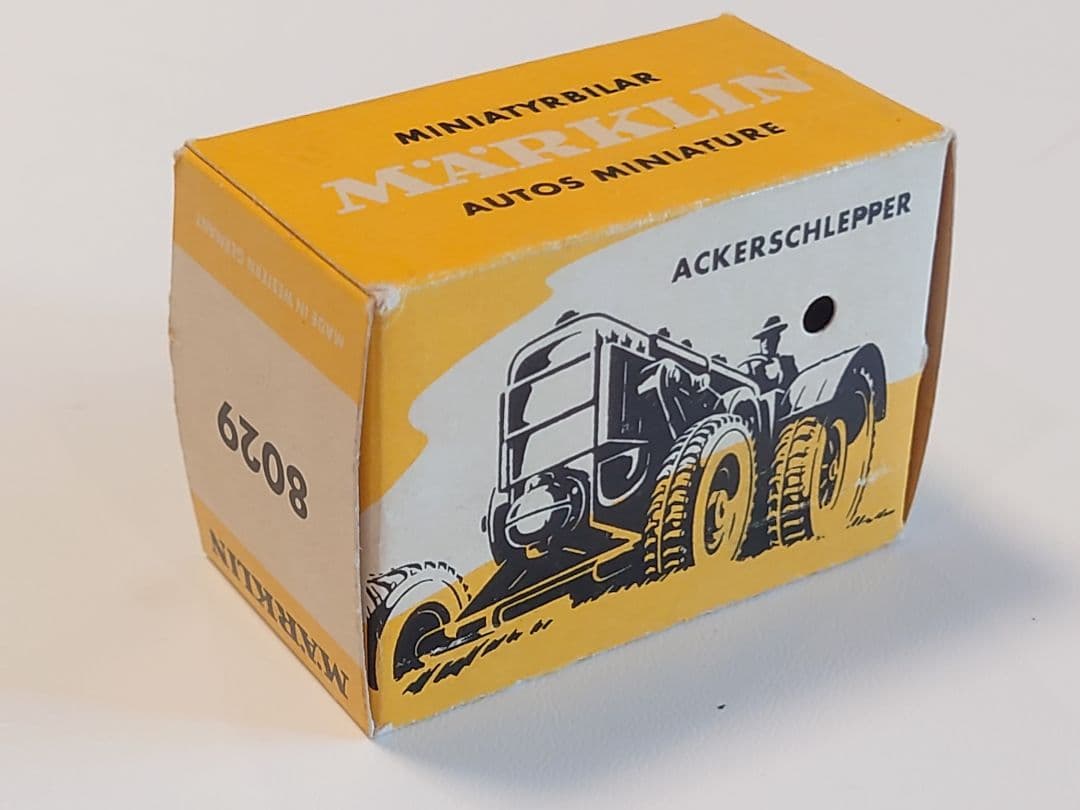 MINIATYRBILAR
MÄRKLIN
AUTOS MINIATURE
ACKERSCHLEPPER
MADE IN WESTERN GERMANY
8029
MÄRKLIN